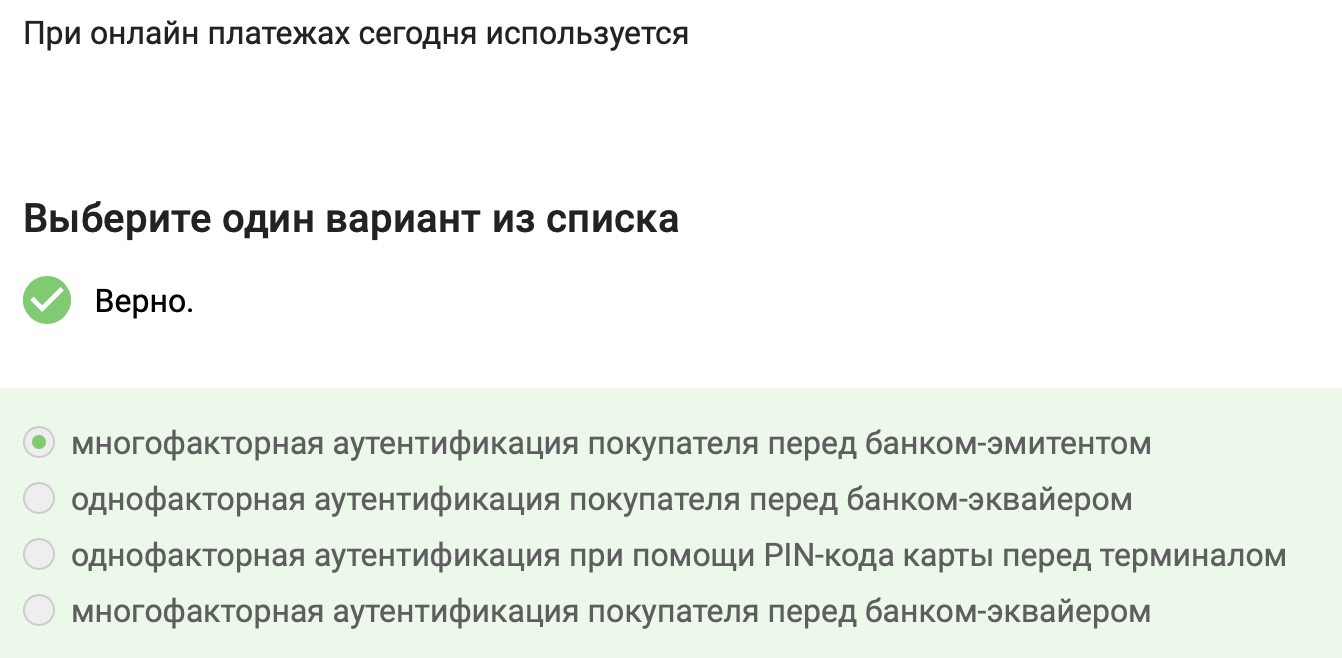 При онлайн платежах сегодня используется
Выберите один вариант из списка
Верно.
многофакторная аутентификация покупателя перед банком-эмитентом
однофакторная аутентификация покупателя перед банком-эквайером
однофакторная аутентификация при помощи PIN-кода карты перед терминалом
многофакторная аутентификация покупателя перед банком-эквайером